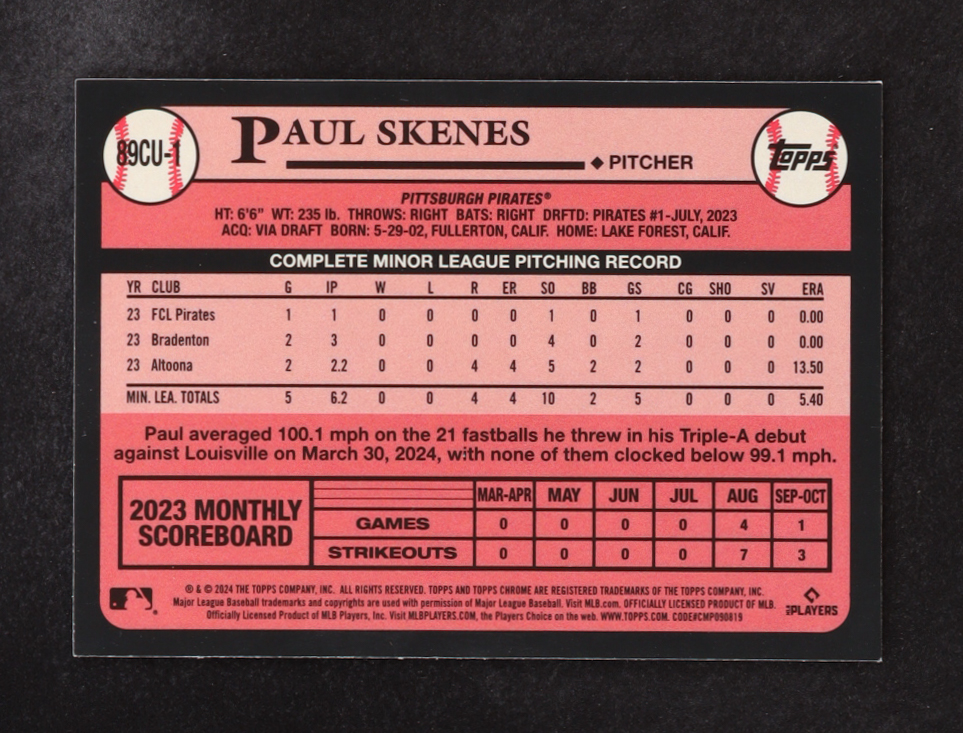 89CU-1
PAUL SKENES
PITCHER
TOPPS
PITTSBURGH PIRATES®
HT: 6'6" WT: 235 lb. THROWS: RIGHT BATS: RIGHT DRFTD: PIRATES #1-JULY, 2023
ACQ: VIA DRAFT BORN: 5-29-02, FULLERTON, CALIF. HOME: LAKE FOREST, CALIF.
COMPLETE MINOR LEAGUE PITCHING RECORD
YR CLUB G IP W L R ER SO BB GS CG SHO SV ERA
23 FCL Pirates 1 1 0 0 0 0 1 0 1 0 0 0 0.00
23 Bradenton 2 3 0 0 0 0 4 0 2 0 0 0 0.00
23 Altoona 2 2.2 0 0 4 4 5 2 2 0 0 0 13.50
MIN. LEA. TOTALS 5 6.2 0 0 4 4 10 2 5 0 0 0 5.40
Paul averaged 100.1 mph on the 21 fastballs he threw in his Triple-A debut
against Louisville on March 30, 2024, with none of them clocked below 99.1 mph.
2023 MONTHLY
SCOREBOARD
MAR-APR MAY JUN JUL AUG SEP-OCT
GAMES 0 0 0 0 4 1
STRIKEOUTS 0 0 0 0 7 3
® & © 2024 THE TOPPS COMPANY, INC. ALL RIGHTS RESERVED. TOPPS AND TOPPS CHROME ARE REGISTERED TRADEMARKS OF THE TOPPS COMPANY, INC.
Major League Baseball trademarks and copyrights are used with permission of Major League Baseball. Visit MLB.com. OFFICIALLY LICENSED PRODUCT OF MLB.
Officially Licensed Product of MLB Players, Inc. Visit MLBPLAYERS.COM, the Players Choice on the web. WWW.TOPPS.COM. CODE#CMP090819
MLB PLAYERS